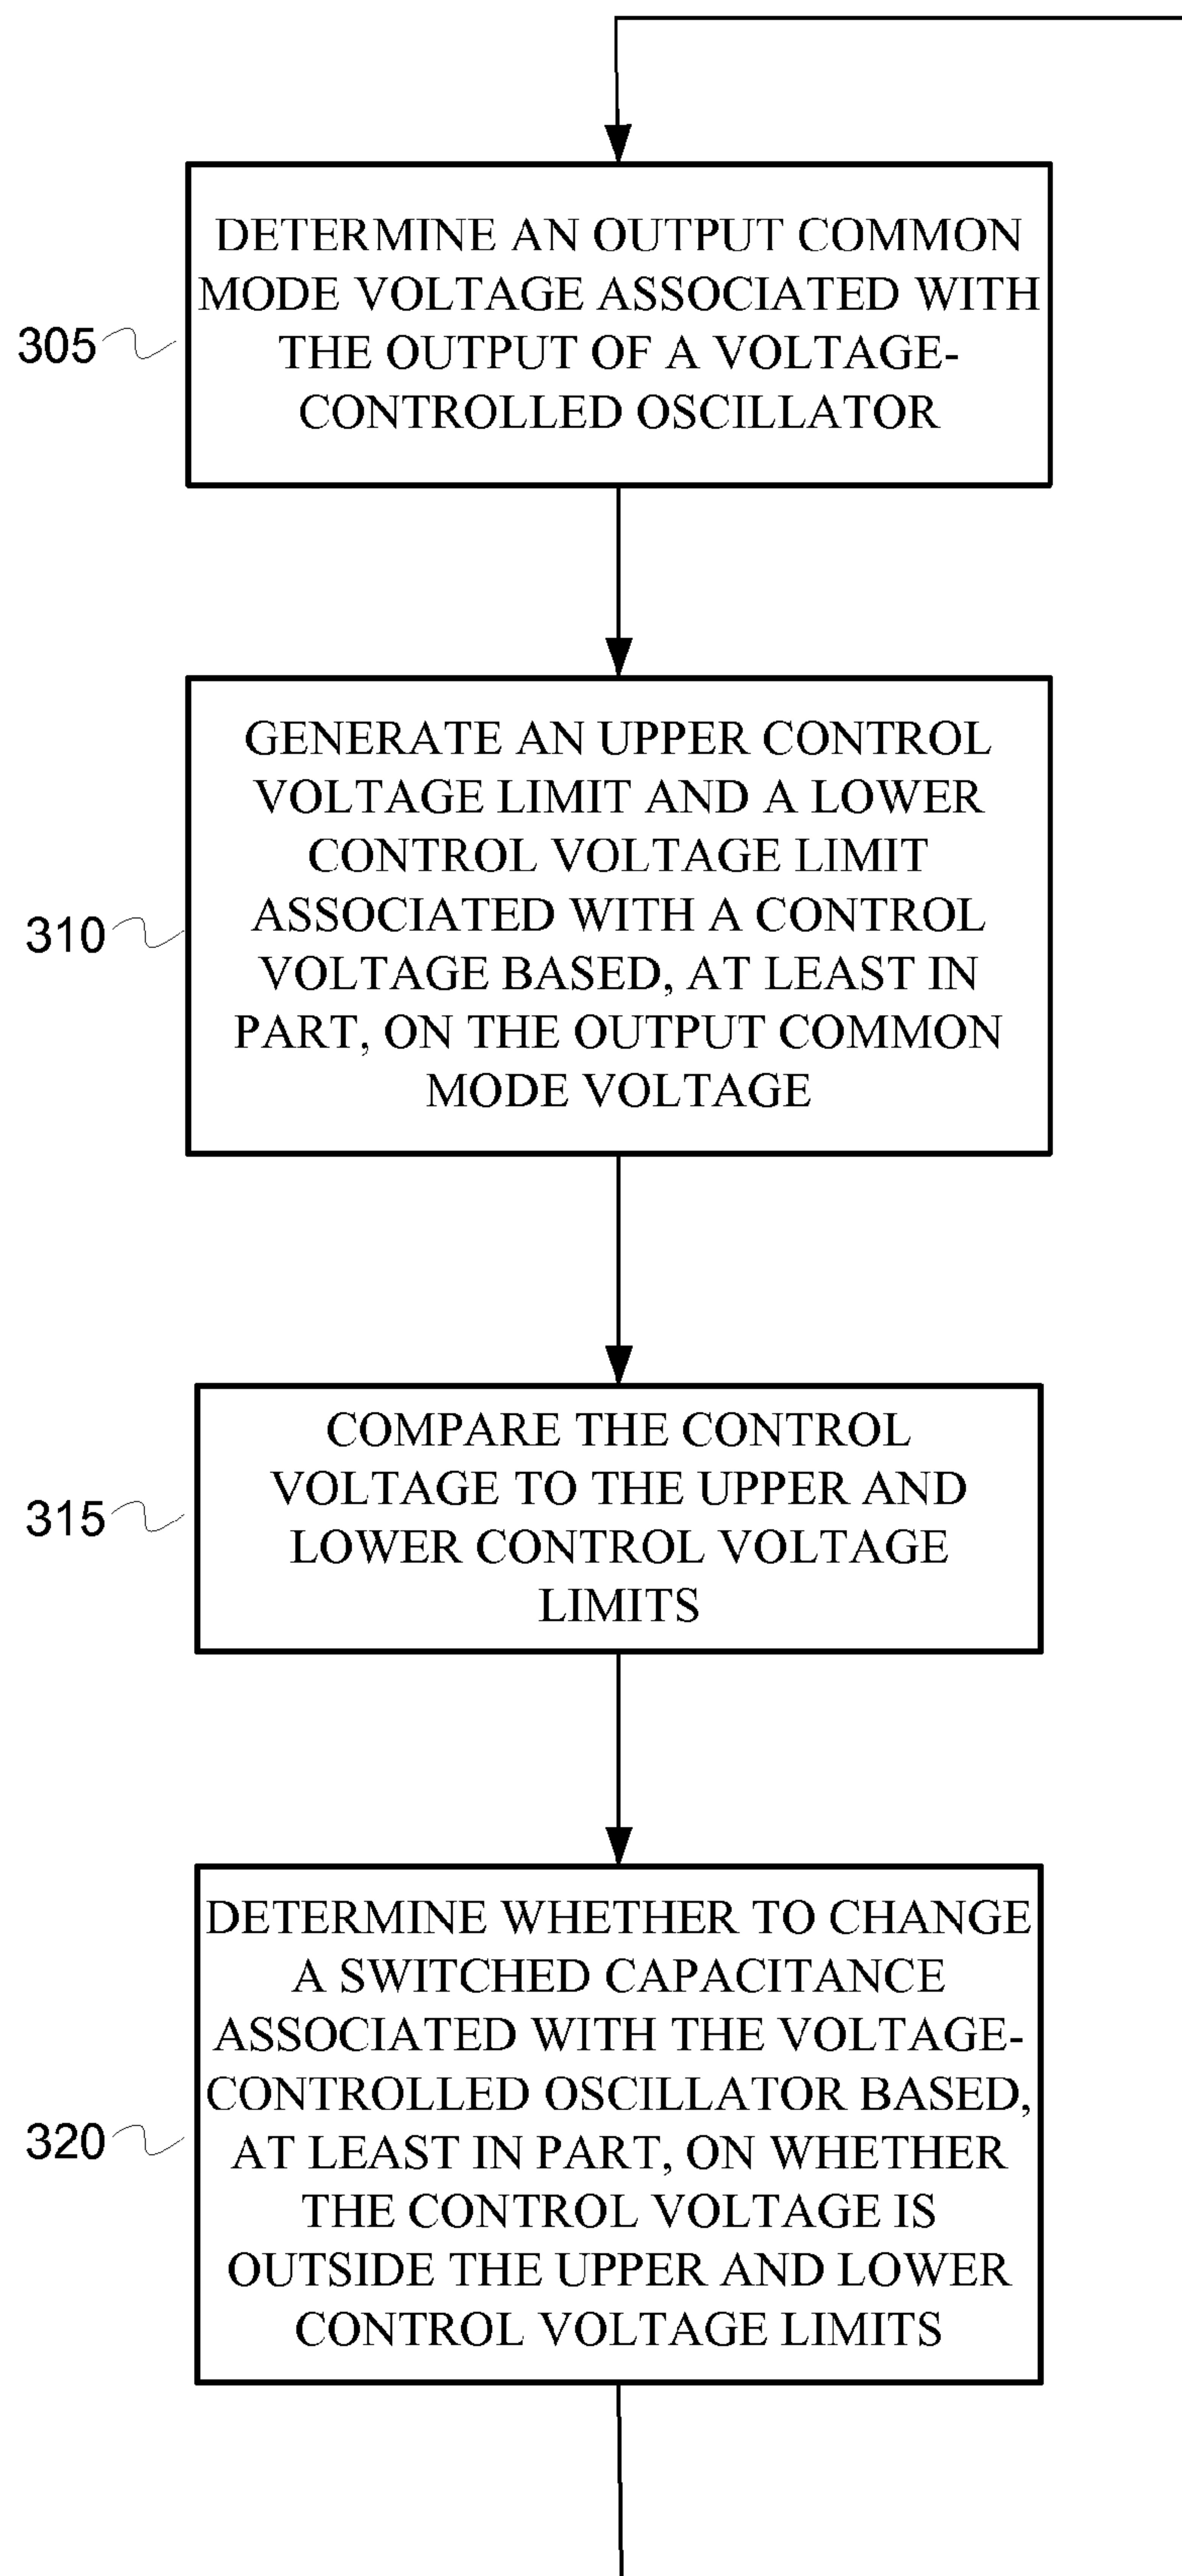 DETERMINE AN OUTPUT COMMON
MODE VOLTAGE ASSOCIATED WITH
THE OUTPUT OF A VOLTAGE-
CONTROLLED OSCILLATOR
305
GENERATE AN UPPER CONTROL
VOLTAGE LIMIT AND A LOWER
CONTROL VOLTAGE LIMIT
ASSOCIATED WITH A CONTROL
VOLTAGE BASED, AT LEAST IN
PART, ON THE OUTPUT COMMON
MODE VOLTAGE
310
COMPARE THE CONTROL
VOLTAGE TO THE UPPER AND
LOWER CONTROL VOLTAGE
LIMITS
315
DETERMINE WHETHER TO CHANGE
A SWITCHED CAPACITANCE
ASSOCIATED WITH THE VOLTAGE-
CONTROLLED OSCILLATOR BASED,
AT LEAST IN PART, ON WHETHER
THE CONTROL VOLTAGE IS
OUTSIDE THE UPPER AND LOWER
CONTROL VOLTAGE LIMITS
320